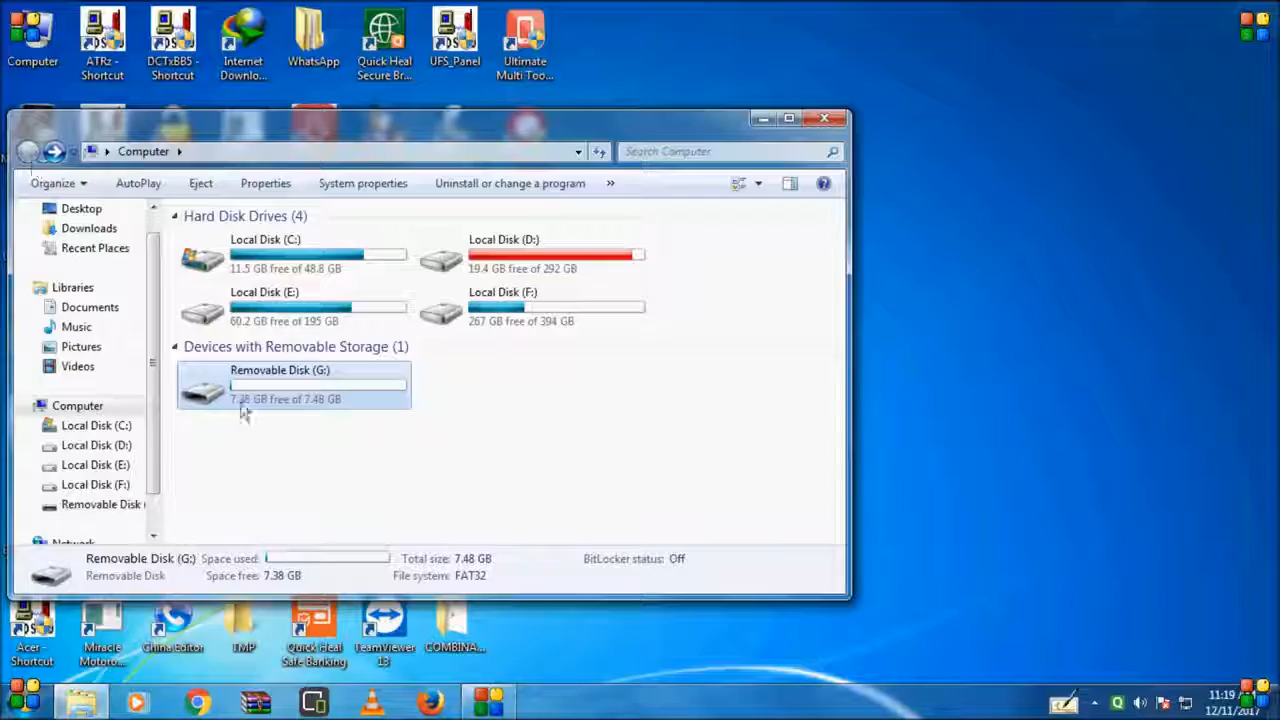 Computer
ATRz - Shortcut
DCTxBB5 - Shortcut
Internet Downlo...
WhatsApp
Quick Heal Secure Br...
UFS_Panel
Ultimate Multi Too...
Computer
Search Computer
Organize
AutoPlay
Eject
Properties
System properties
Uninstall or change a program
»
Desktop
Downloads
Recent Places
Libraries
Documents
Music
Pictures
Videos
Computer
Local Disk (C:)
Local Disk (D:)
Local Disk (E:)
Local Disk (F:)
Removable Disk (
Network
Hard Disk Drives (4)
Local Disk (C:)
11.5 GB free of 48.8 GB
Local Disk (D:)
19.4 GB free of 292 GB
Local Disk (E:)
60.2 GB free of 195 GB
Local Disk (F:)
267 GB free of 394 GB
Devices with Removable Storage (1)
Removable Disk (G:)
7.38 GB free of 7.48 GB
Removable Disk (G:) Space used: Total size: 7.48 GB BitLocker status: Off
Removable Disk Space free: 7.38 GB File system: FAT32
Acer - Shortcut
Miracle Motoro...
China Editor
TMP
Quick Heal Safe Banking
TeamViewer 13
COMBINA...
11:19
12/11/2017